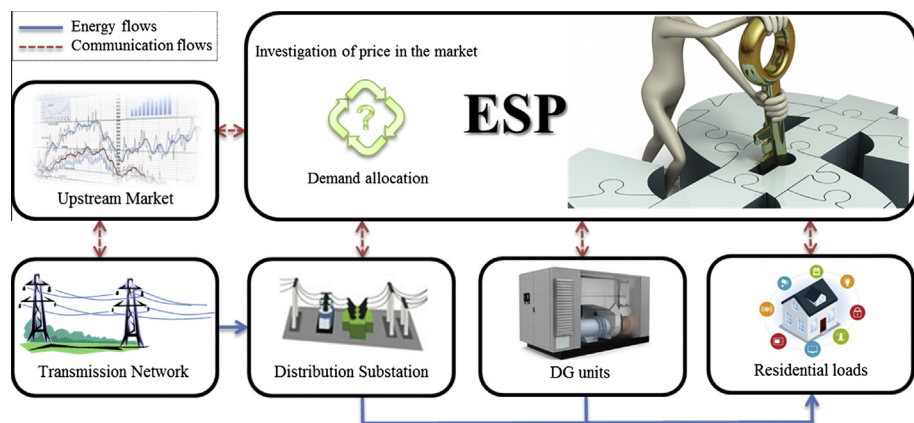 Energy flows
Communication flows
Investigation of price in the market
ESP
?
Demand allocation
Upstream Market
Transmission Network
Distribution Substation
DG units
Residential loads